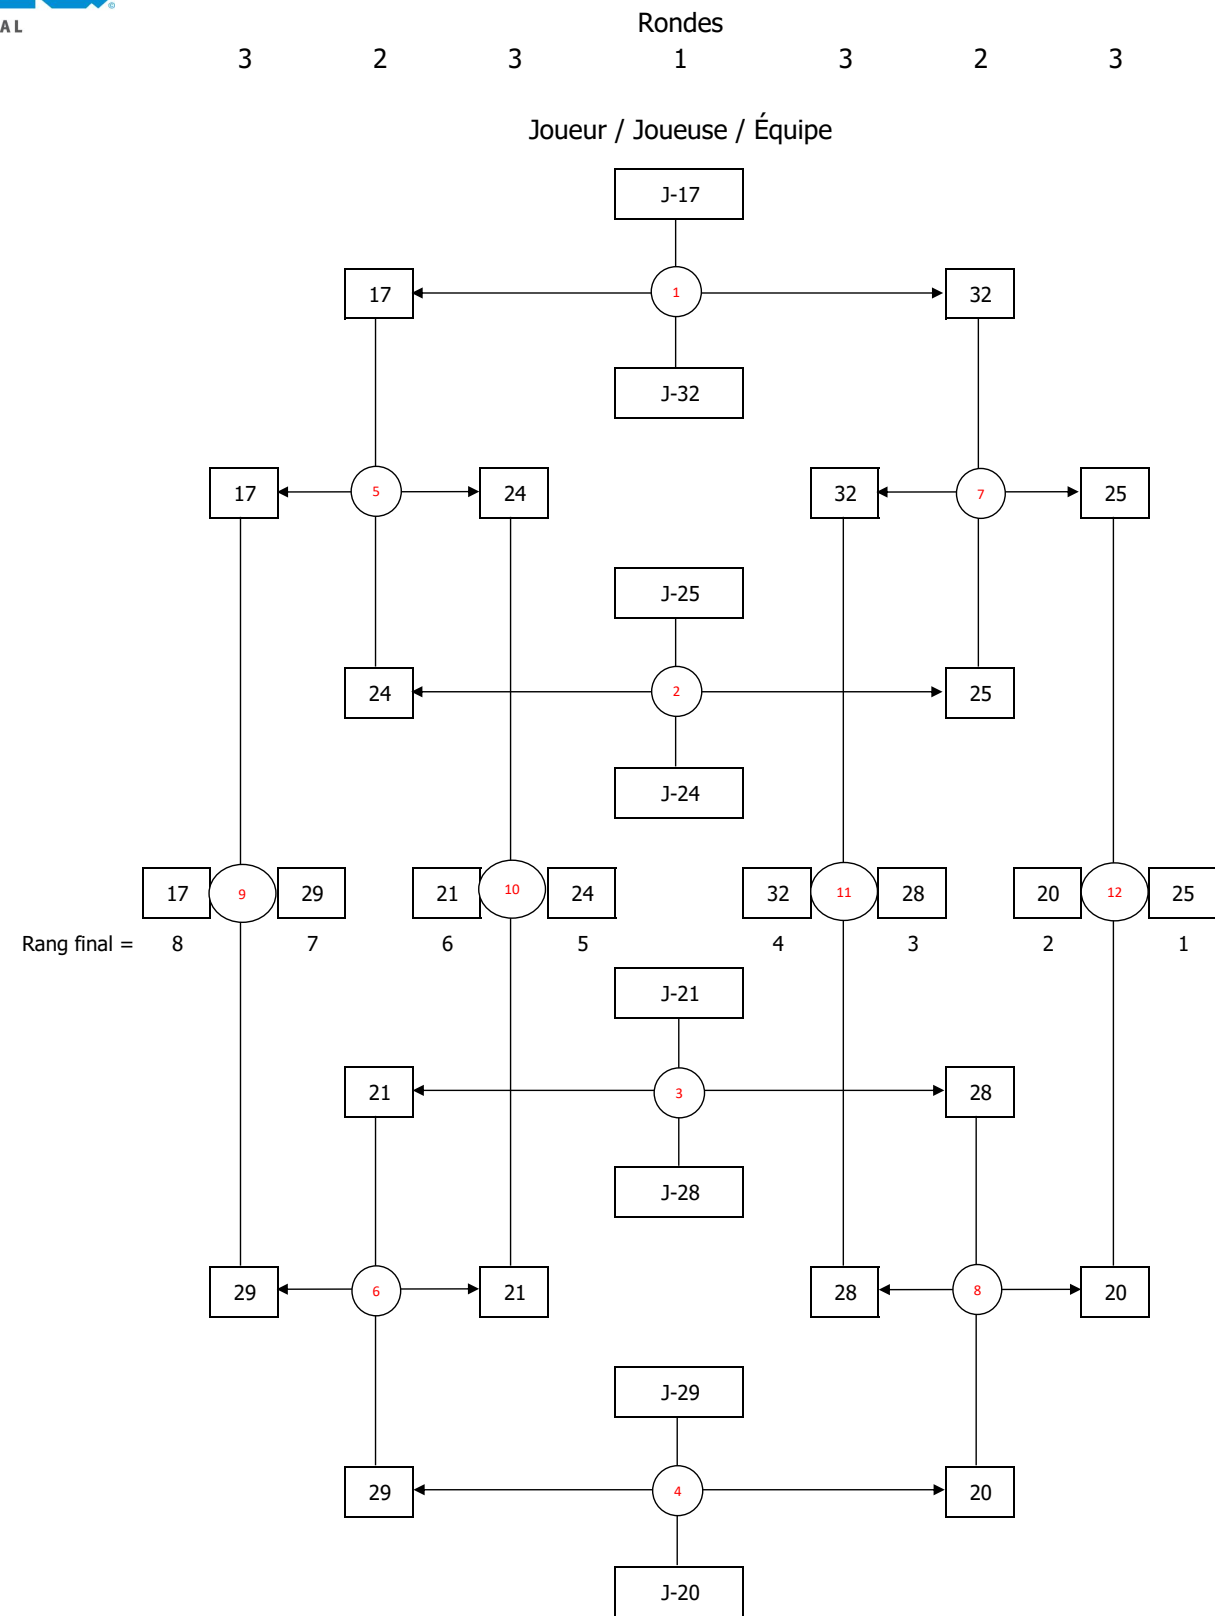 AL
Rondes
3 2 3 1 3 2 3
Joueur / Joueuse / Équipe
J-17
17 1 32
J-32
17 5 24 32 7 25
J-25
24 2 25
J-24
17 9 29 21 10 24 32 11 28 20 12 25
Rang final = 8 7 6 5 4 3 2 1
J-21
21 3 28
J-28
29 6 21 28 8 20
J-29
29 4 20
J-20